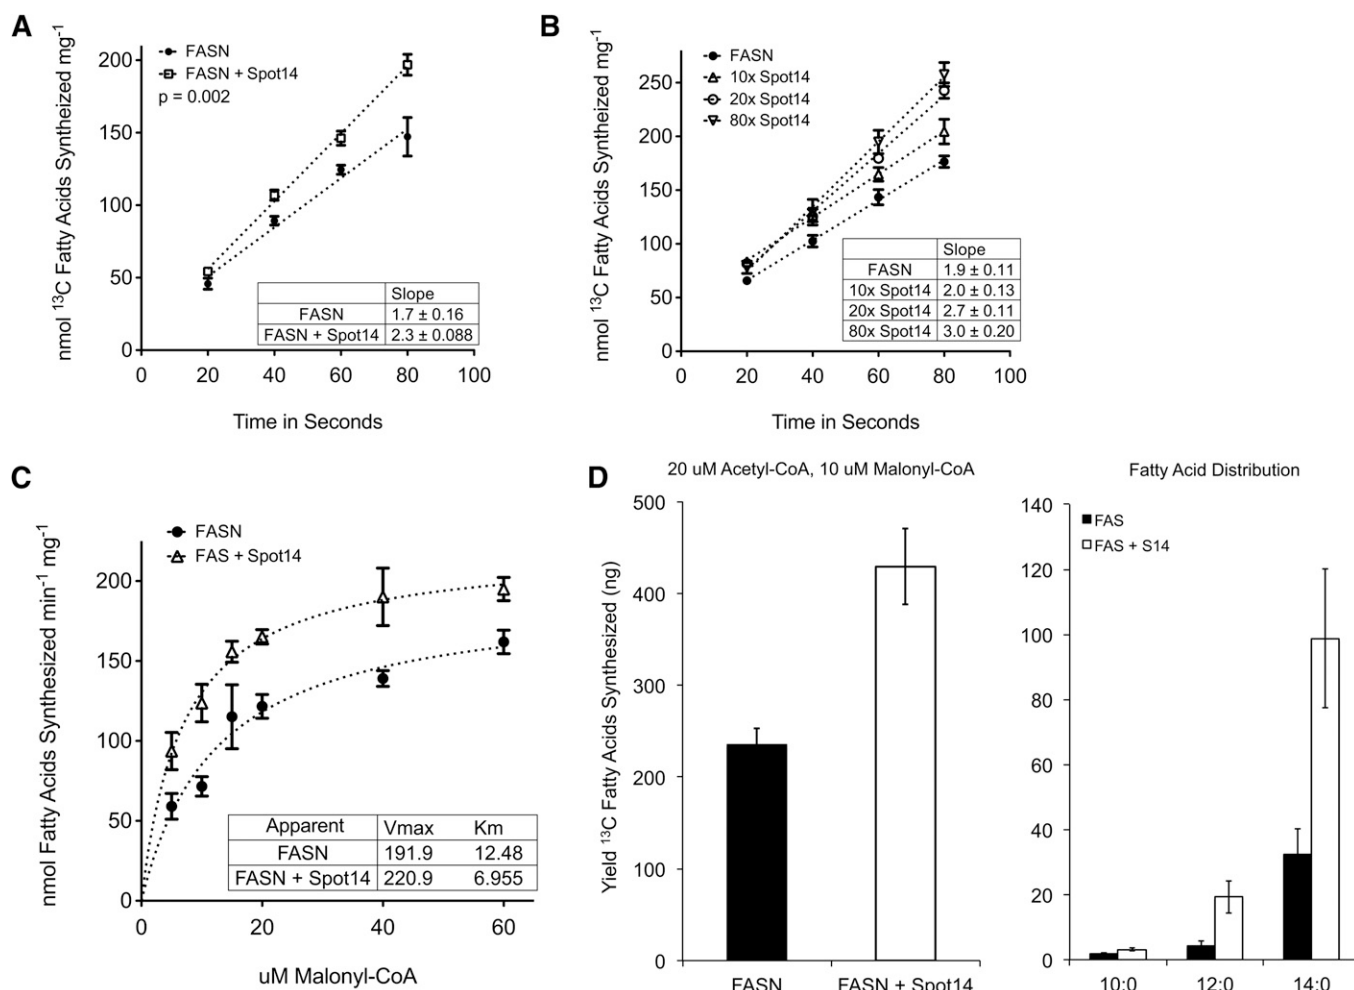 A
nmol ¹³C Fatty Acids Syntheized mg⁻¹
200
150
100
50
0
FASN
FASN + Spot14
p = 0.002
Slope
FASN 1.7 ± 0.16
FASN + Spot14 2.3 ± 0.088
0 20 40 60 80 100
Time in Seconds
B
nmol ¹³C Fatty Acids Syntheized mg⁻¹
250
200
150
100
50
0
FASN
10x Spot14
20x Spot14
80x Spot14
Slope
FASN 1.9 ± 0.11
10x Spot14 2.0 ± 0.13
20x Spot14 2.7 ± 0.11
80x Spot14 3.0 ± 0.20
0 20 40 60 80 100
Time in Seconds
C
nmol Fatty Acids Synthesized min⁻¹ mg⁻¹
200
150
100
50
0
FASN
FAS + Spot14
Apparent Vmax Km
FASN 191.9 12.48
FASN + Spot14 220.9 6.955
0 20 40 60
uM Malonyl-CoA
D
20 uM Acetyl-CoA, 10 uM Malonyl-CoA
Yield ¹³C Fatty Acids Synthesized (ng)
500
400
300
200
100
0
FASN FASN + Spot14
Fatty Acid Distribution
140
120
100
80
60
40
20
0
FAS
FAS + S14
10:0 12:0 14:0